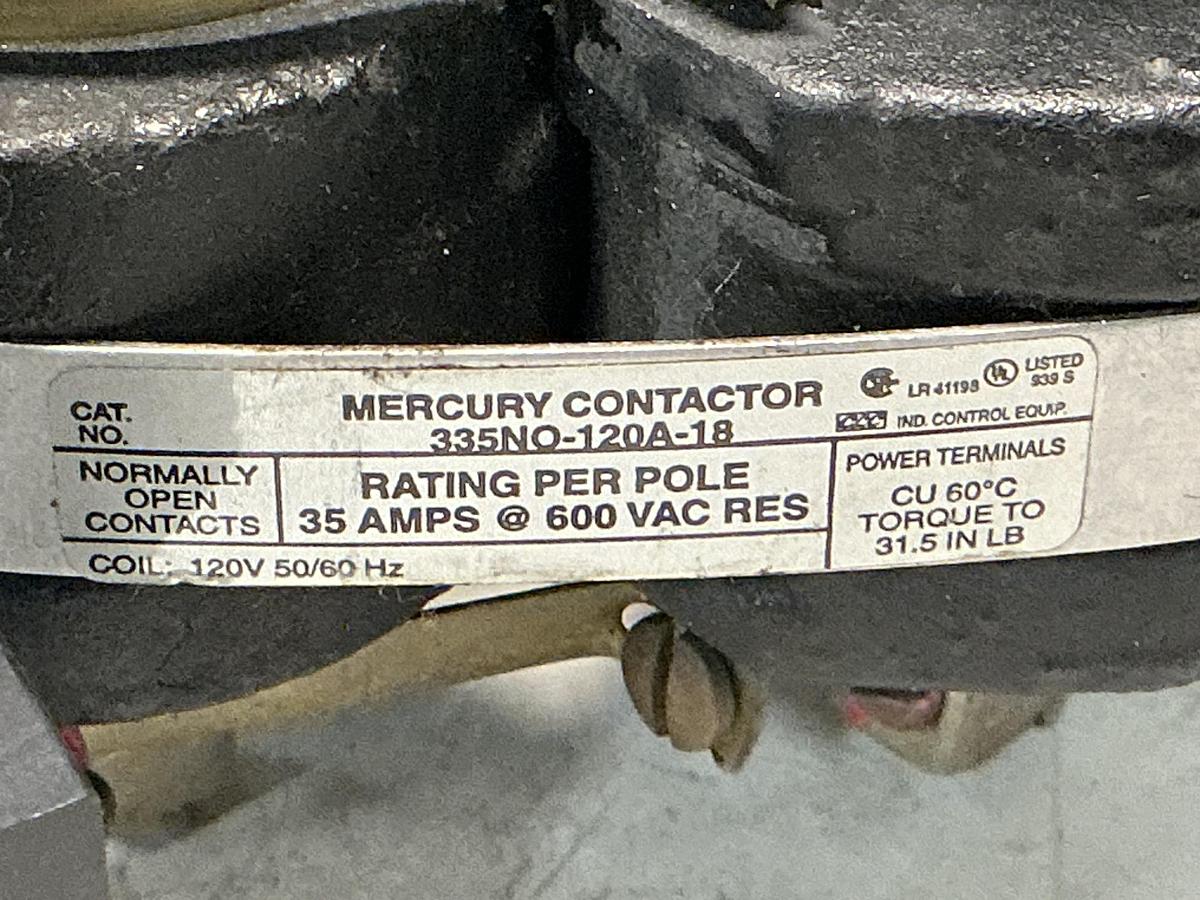 CAT.
NO.
MERCURY CONTACTOR
335NO-120A-18
LR 41198
UL
LISTED
939 S
IND. CONTROL EQUIP.
NORMALLY
OPEN
CONTACTS
RATING PER POLE
35 AMPS @ 600 VAC RES
POWER TERMINALS
CU 60°C
TORQUE TO
31.5 IN LB
COIL: 120V 50/60 Hz